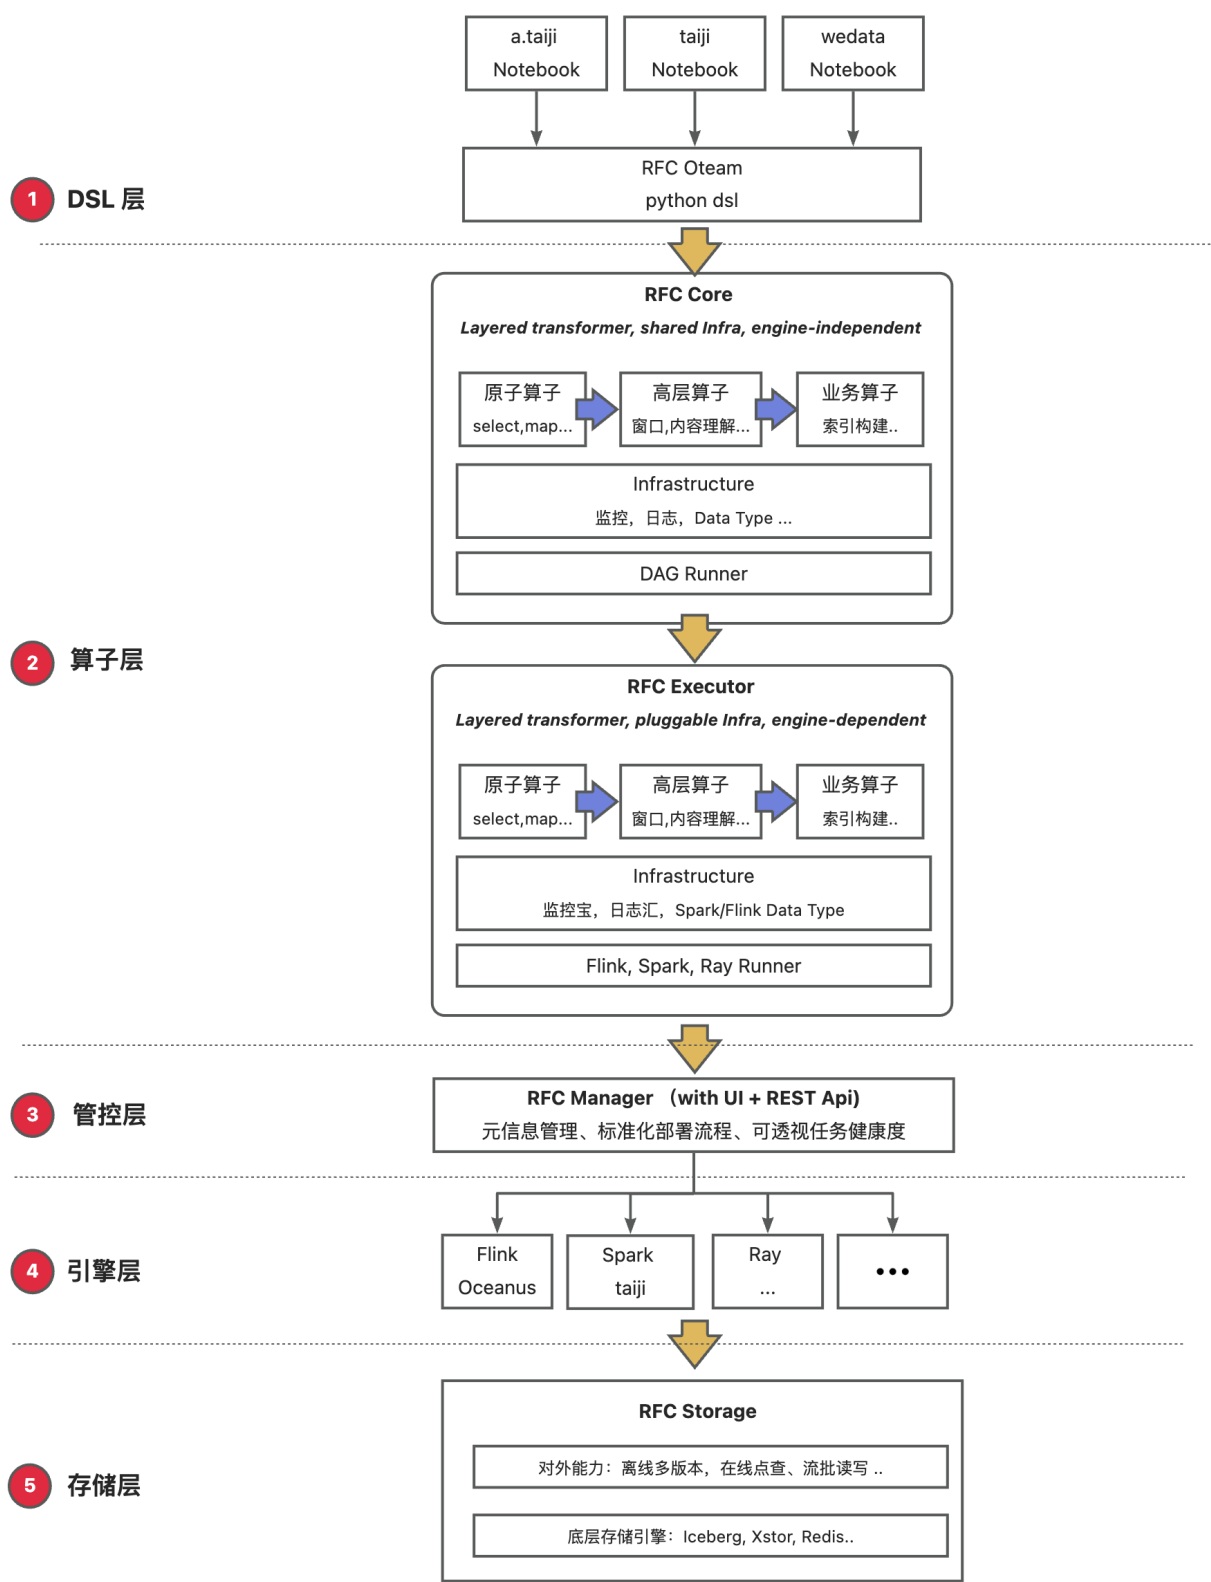 a.taiji
Notebook
taiji
Notebook
wedata
Notebook
RFC Oteam
python dsl
1 DSL 层
RFC Core
Layered transformer, shared Infra, engine-independent
原子算子
select,map...
高层算子
窗口,内容理解...
业务算子
索引构建..
Infrastructure
监控，日志，Data Type ...
DAG Runner
2 算子层
RFC Executor
Layered transformer, pluggable Infra, engine-dependent
原子算子
select,map...
高层算子
窗口,内容理解...
业务算子
索引构建..
Infrastructure
监控宝，日志汇，Spark/Flink Data Type
Flink, Spark, Ray Runner
3 管控层
RFC Manager （with UI + REST Api)
元信息管理、标准化部署流程、可透视任务健康度
4 引擎层
Flink
Oceanus
Spark
taiji
Ray
...
•••
5 存储层
RFC Storage
对外能力：离线多版本，在线点查、流批读写 ..
底层存储引擎：Iceberg, Xstor, Redis..